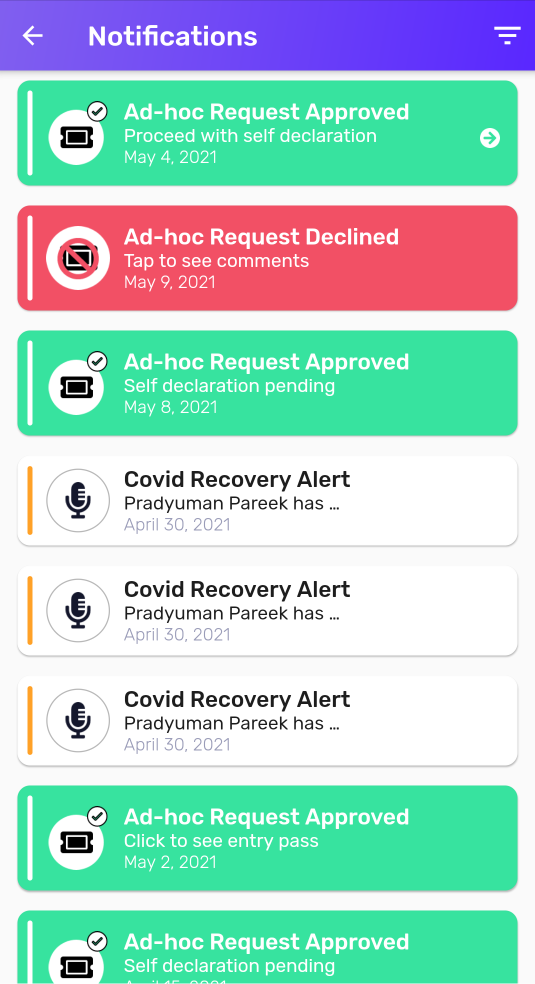 Notifications
Ad-hoc Request Approved
Proceed with self declaration
May 4, 2021
Ad-hoc Request Declined
Tap to see comments
May 9, 2021
Ad-hoc Request Approved
Self declaration pending
May 8, 2021
Covid Recovery Alert
Pradyuman Pareek has ...
April 30, 2021
Covid Recovery Alert
Pradyuman Pareek has ...
April 30, 2021
Covid Recovery Alert
Pradyuman Pareek has ...
April 30, 2021
Ad-hoc Request Approved
Click to see entry pass
May 2, 2021
Ad-hoc Request Approved
Self declaration pending